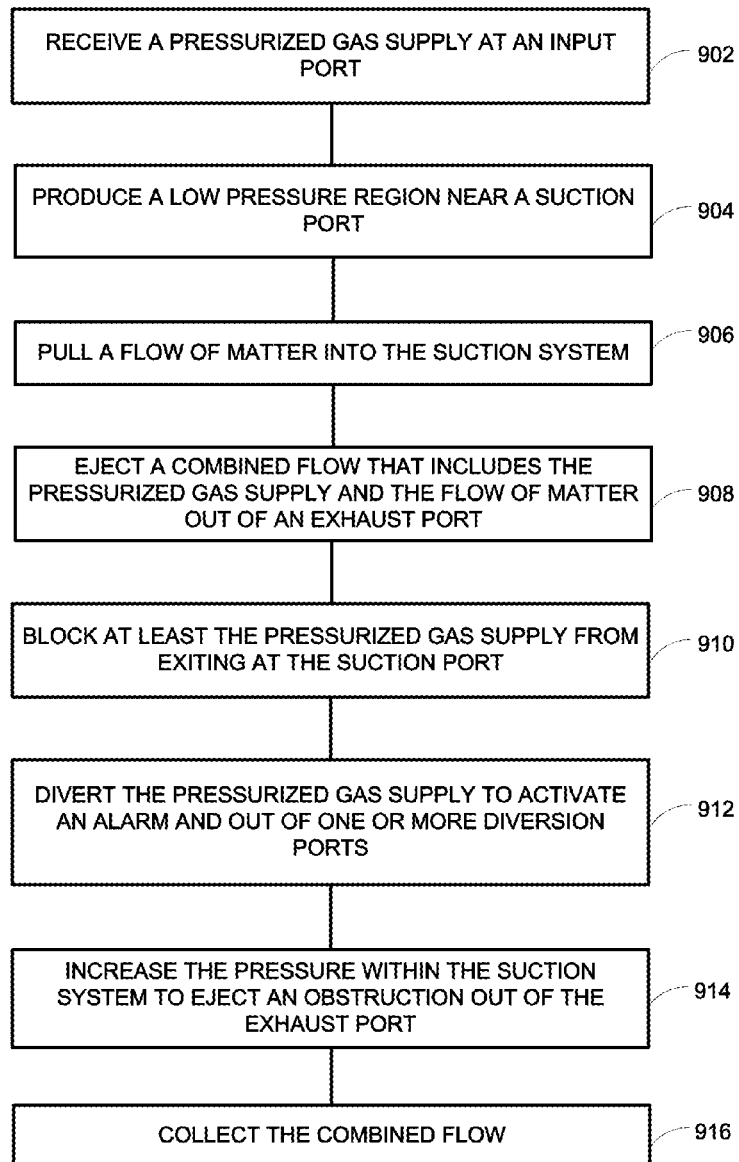 RECEIVE A PRESSURIZED GAS SUPPLY AT AN INPUT
PORT
902
PRODUCE A LOW PRESSURE REGION NEAR A SUCTION
PORT
904
PULL A FLOW OF MATTER INTO THE SUCTION SYSTEM
906
EJECT A COMBINED FLOW THAT INCLUDES THE
PRESSURIZED GAS SUPPLY AND THE FLOW OF MATTER
OUT OF AN EXHAUST PORT
908
BLOCK AT LEAST THE PRESSURIZED GAS SUPPLY FROM
EXITING AT THE SUCTION PORT
910
DIVERT THE PRESSURIZED GAS SUPPLY TO ACTIVATE
AN ALARM AND OUT OF ONE OR MORE DIVERSION
PORTS
912
INCREASE THE PRESSURE WITHIN THE SUCTION
SYSTEM TO EJECT AN OBSTRUCTION OUT OF THE
EXHAUST PORT
914
COLLECT THE COMBINED FLOW
916